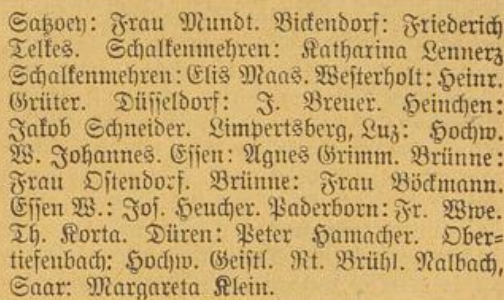 Satzvey: Frau Mundt. Bickendorf: Friederich
Telkes. Schalkenmehren: Katharina Lennerz
Schalkenmehren: Elis Maas. Westerholt: Heinr.
Grüter. Düsseldorf: J. Breuer. Heinchen:
Jakob Schneider. Limpertsberg, Lux: Hochw.
W. Johannes. Essen: Agnes Grimm. Brünne:
Frau Ostendorf. Brünne: Frau Böckmann.
Essen W.: Jos. Heucher. Paderborn: Fr. Wwe.
Th. Korta. Düren: Peter Hamacher. Ober=
tiefenbach: Hochw. Geistl. Rt. Brühl. Nalbach,
Saar: Margareta Klein.